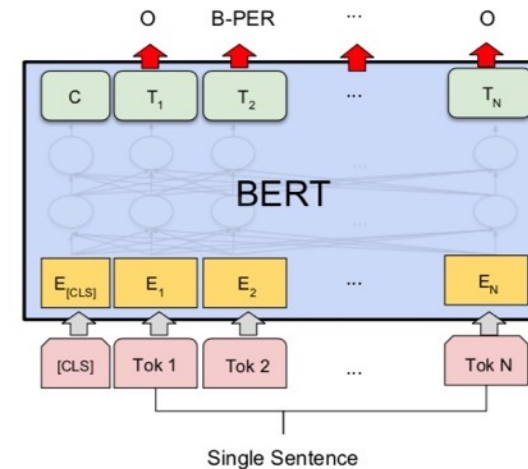 O B-PER ... O
C T1 T2 ... TN
...
BERT
...
E[CLS] E1 E2 ... EN
[CLS] Tok 1 Tok 2 ... Tok N
Single Sentence